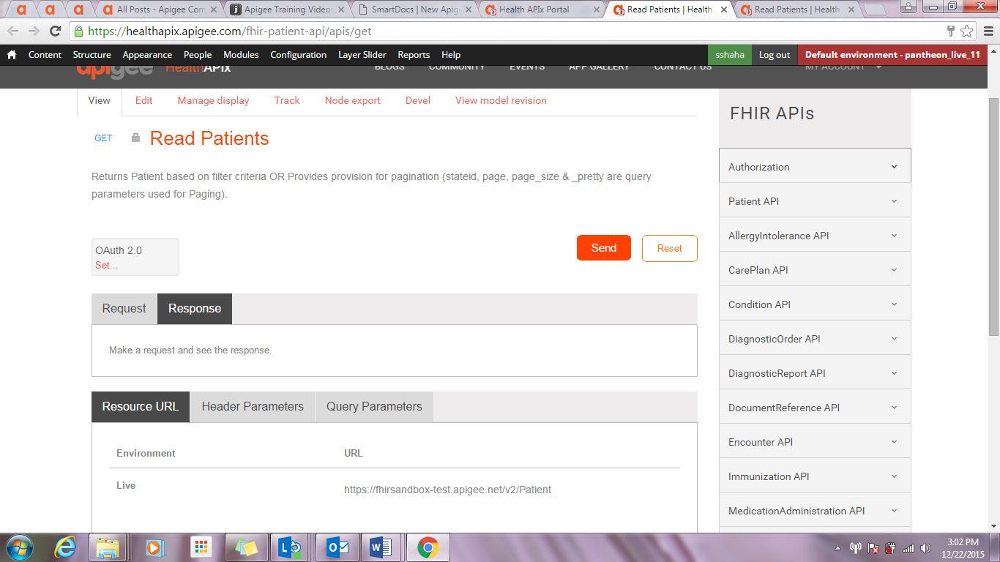 All Posts - Apigee Com
Apigee Training Videos
SmartDocs | New Apig
Health APIx Portal
Read Patients | Health
Read Patients | Health
https://healthapix.apigee.com/fhir-patient-api/apis/get
Content Structure Appearance People Modules Configuration Layer Slider Reports Help
sshaha Log out Default environment - pantheon_live_11
apigee HealthAPIx BLOGS COMMUNITY EVENTS APP GALLERY CONTACT US MY ACCOUNT
View Edit Manage display Track Node export Devel View model revision
GET Read Patients
Returns Patient based on filter criteria OR Provides provision for pagination (stateid, page, page_size & _pretty are query
parameters used for Paging).
OAuth 2.0
Set...
Send Reset
Request Response
Make a request and see the response.
Resource URL Header Parameters Query Parameters
Environment URL
Live https://fhirsandbox-test.apigee.net/v2/Patient
FHIR APIs
Authorization
Patient API
AllergyIntolerance API
CarePlan API
Condition API
DiagnosticOrder API
DiagnosticReport API
DocumentReference API
Encounter API
Immunization API
MedicationAdministration API
3:02 PM
12/22/2015